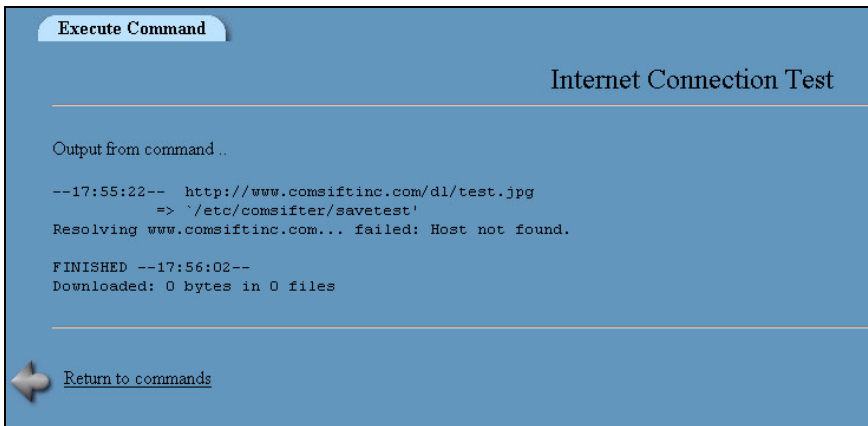 Execute Command
Internet Connection Test
Output from command ..
--17:55:22-- http://www.comsiftinc.com/dl/test.jpg
=> `/etc/comsifter/savetest'
Resolving www.comsiftinc.com... failed: Host not found.
FINISHED --17:56:02--
Downloaded: 0 bytes in 0 files
Return to commands